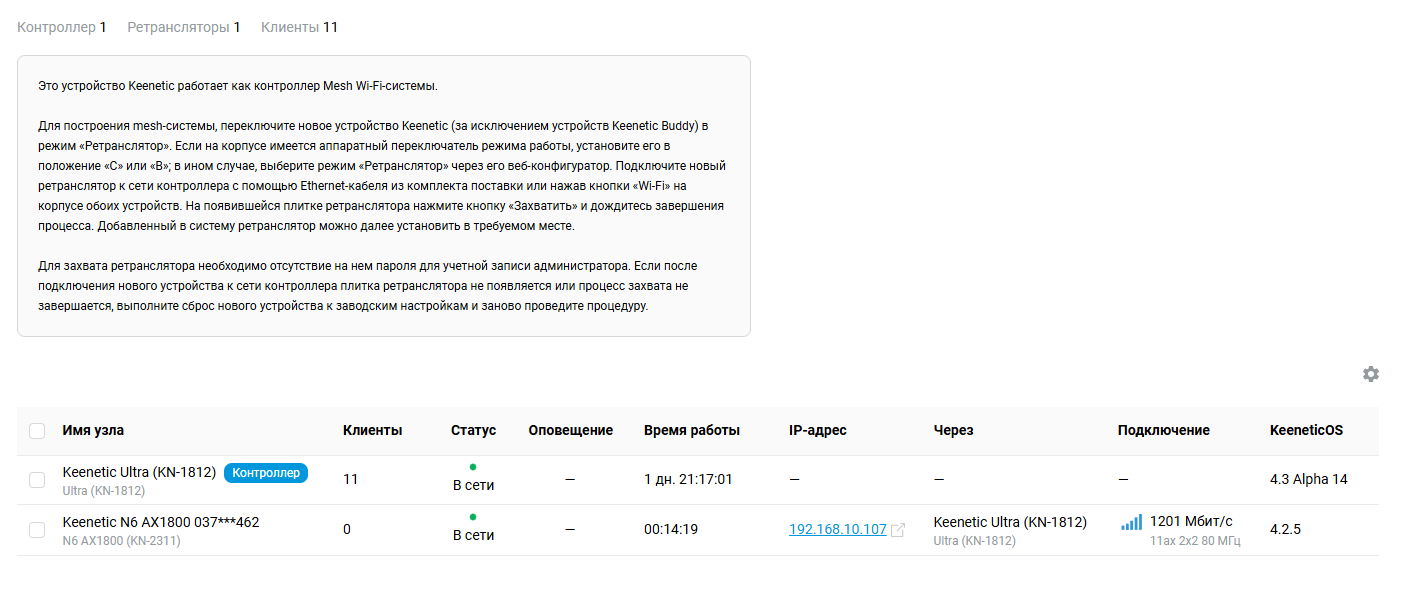 Контроллер 1 Ретрансляторы 1 Клиенты 11
Это устройство Keenetic работает как контроллер Mesh Wi-Fi-системы.
Для построения mesh-системы, переключите новое устройство Keenetic (за исключением устройств Keenetic Buddy) в
режим «Ретранслятор». Если на корпусе имеется аппаратный переключатель режима работы, установите его в
положение «C» или «B»; в ином случае, выберите режим «Ретранслятор» через его веб-конфигуратор. Подключите новый
ретранслятор к сети контроллера с помощью Ethernet-кабеля из комплекта поставки или нажав кнопки «Wi-Fi» на
корпусе обоих устройств. На появившейся плитке ретранслятора нажмите кнопку «Захватить» и дождитесь завершения
процесса. Добавленный в систему ретранслятор можно далее установить в требуемом месте.
Для захвата ретранслятора необходимо отсутствие на нем пароля для учетной записи администратора. Если после
подключения нового устройства к сети контроллера плитка ретранслятора не появляется или процесс захвата не
завершается, выполните сброс нового устройства к заводским настройкам и заново проведите процедуру.
Имя узла Клиенты Статус Оповещение Время работы IP-адрес Через Подключение KeeneticOS
Keenetic Ultra (KN-1812) Контроллер 11 В сети — 1 дн. 21:17:01 — — — 4.3 Alpha 14
Ultra (KN-1812)
Keenetic N6 AX1800 037***462 0 В сети — 00:14:19 192.168.10.107 Keenetic Ultra (KN-1812) 1201 Мбит/с 4.2.5
N6 AX1800 (KN-2311) Ultra (KN-1812) 11ax 2x2 80 МГц